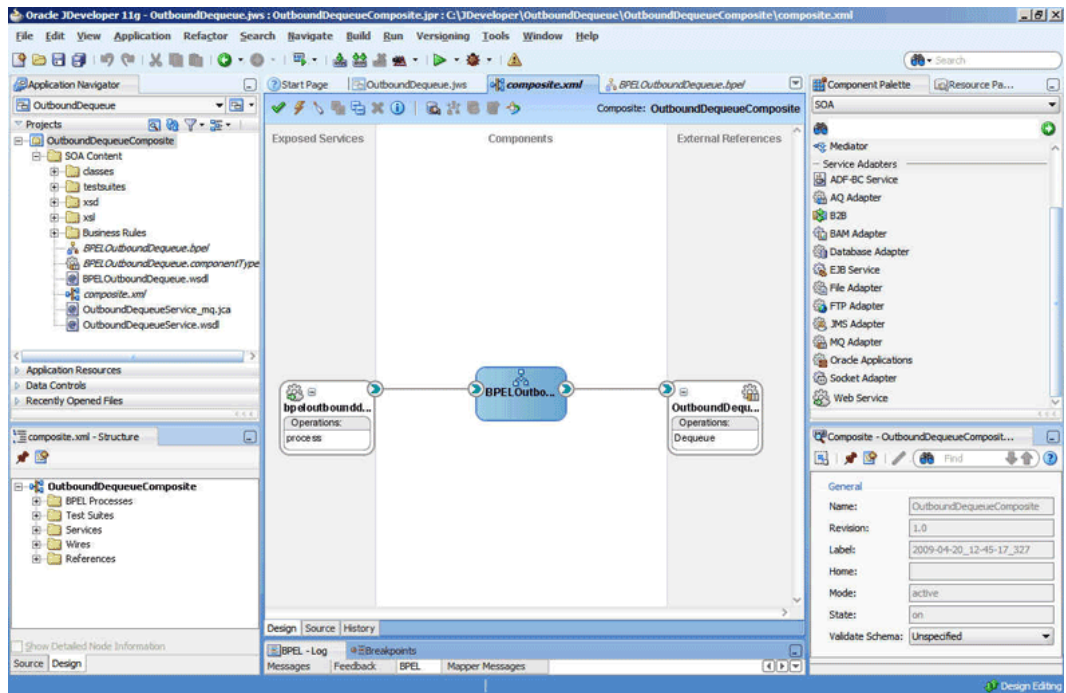 Oracle JDeveloper 11g - OutboundDequeue.jws : OutboundDequeueComposite.jpr : C:\JDeveloper\OutboundDequeue\OutboundDequeueComposite\composite.xml
File Edit View Application Refactor Search Navigate Build Run Versioning Tools Window Help
Search
Application Navigator
OutboundDequeue
Projects
OutboundDequeueComposite
SOA Content
classes
testsuites
xsd
xsl
Business Rules
BPELOutboundDequeue.bpel
BPELOutboundDequeue.componentType
BPELOutboundDequeue.wsdl
composite.xml
OutboundDequeueService_mq.jca
OutboundDequeueService.wsdl
Application Resources
Data Controls
Recently Opened Files
composite.xml - Structure
OutboundDequeueComposite
BPEL Processes
Test Suites
Services
Wires
References
Show Detailed Node Information
Source Design
Start Page OutboundDequeue.jws composite.xml BPELOutboundDequeue.bpel
Composite: OutboundDequeueComposite
Exposed Services Components External References
bpeloutboundd...
Operations:
process
BPELOutbo...
OutboundDequ...
Operations:
Dequeue
Design Source History
BPEL - Log Breakpoints
Messages Feedback BPEL Mapper Messages
Component Palette Resource Pa...
SOA
Mediator
Service Adapters
ADF-BC Service
AQ Adapter
B2B
BAM Adapter
Database Adapter
EJB Service
File Adapter
FTP Adapter
JMS Adapter
MQ Adapter
Oracle Applications
Socket Adapter
Web Service
Composite - OutboundDequeueComposit...
Find
General
Name: OutboundDequeueComposite
Revision: 1.0
Label: 2009-04-20_12-45-17_327
Home:
Mode: active
State: on
Validate Schema: Unspecified
Design Editing